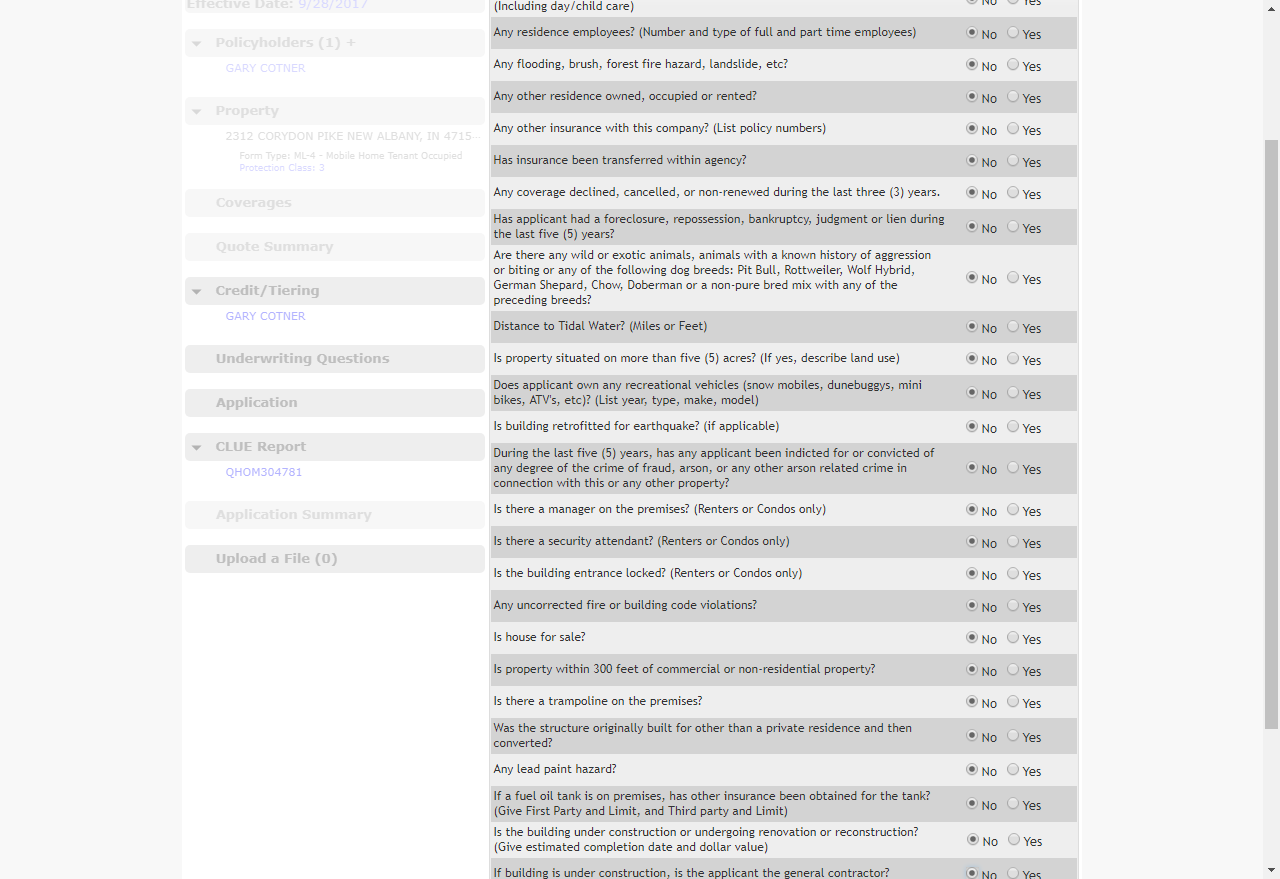 Effective Date: 9/28/2017
Policyholders (1) +
GARY COTNER
Property
2312 CORYDON PIKE NEW ALBANY, IN 4715--
Form Type: ML-4 - Mobile Home Tenant Occupied
Protection Class: 3
Coverages
Quote Summary
Credit/Tiering
GARY COTNER
Underwriting Questions
Application
CLUE Report
QHOM304781
Application Summary
Upload a File (0)
(Including day/child care) No Yes
Any residence employees? (Number and type of full and part time employees) No Yes
Any flooding, brush, forest fire hazard, landslide, etc? No Yes
Any other residence owned, occupied or rented? No Yes
Any other insurance with this company? (List policy numbers) No Yes
Has insurance been transferred within agency? No Yes
Any coverage declined, cancelled, or non-renewed during the last three (3) years. No Yes
Has applicant had a foreclosure, repossession, bankruptcy, judgment or lien during
the last five (5) years? No Yes
Are there any wild or exotic animals, animals with a known history of aggression
or biting or any of the following dog breeds: Pit Bull, Rottweiler, Wolf Hybrid,
German Shepard, Chow, Doberman or a non-pure bred mix with any of the
preceding breeds? No Yes
Distance to Tidal Water? (Miles or Feet) No Yes
Is property situated on more than five (5) acres? (If yes, describe land use) No Yes
Does applicant own any recreational vehicles (snow mobiles, dunebuggys, mini
bikes, ATV's, etc)? (List year, type, make, model) No Yes
Is building retrofitted for earthquake? (if applicable) No Yes
During the last five (5) years, has any applicant been indicted for or convicted of
any degree of the crime of fraud, arson, or any other arson related crime in
connection with this or any other property? No Yes
Is there a manager on the premises? (Renters or Condos only) No Yes
Is there a security attendant? (Renters or Condos only) No Yes
Is the building entrance locked? (Renters or Condos only) No Yes
Any uncorrected fire or building code violations? No Yes
Is house for sale? No Yes
Is property within 300 feet of commercial or non-residential property? No Yes
Is there a trampoline on the premises? No Yes
Was the structure originally built for other than a private residence and then
converted? No Yes
Any lead paint hazard? No Yes
If a fuel oil tank is on premises, has other insurance been obtained for the tank?
(Give First Party and Limit, and Third party and Limit) No Yes
Is the building under construction or undergoing renovation or reconstruction?
(Give estimated completion date and dollar value) No Yes
If building is under construction, is the applicant the general contractor? No Yes